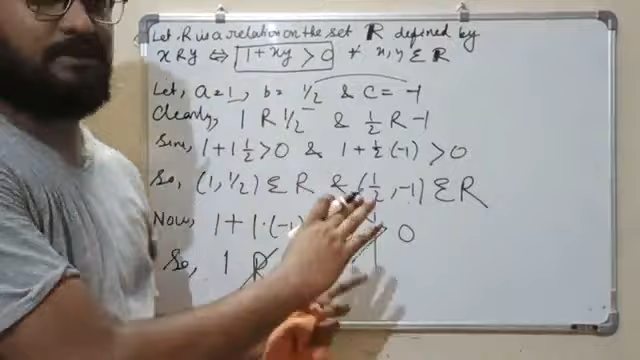 Let, R is a relation on the set R defined by
x R y ⇔ 1 + xy > 0 ∀ x, y Σ R
Let, a = 1, b = 1/2 & c = -1
Clearly, 1 R 1/2 & 1/2 R -1
Since, 1 + 1 1/2 > 0 & 1 + 1/2 (-1) > 0
So, (1, 1/2) Σ R & (1/2, -1) Σ R
Now, 1 + 1·(-1) 0
So, 1 R̸